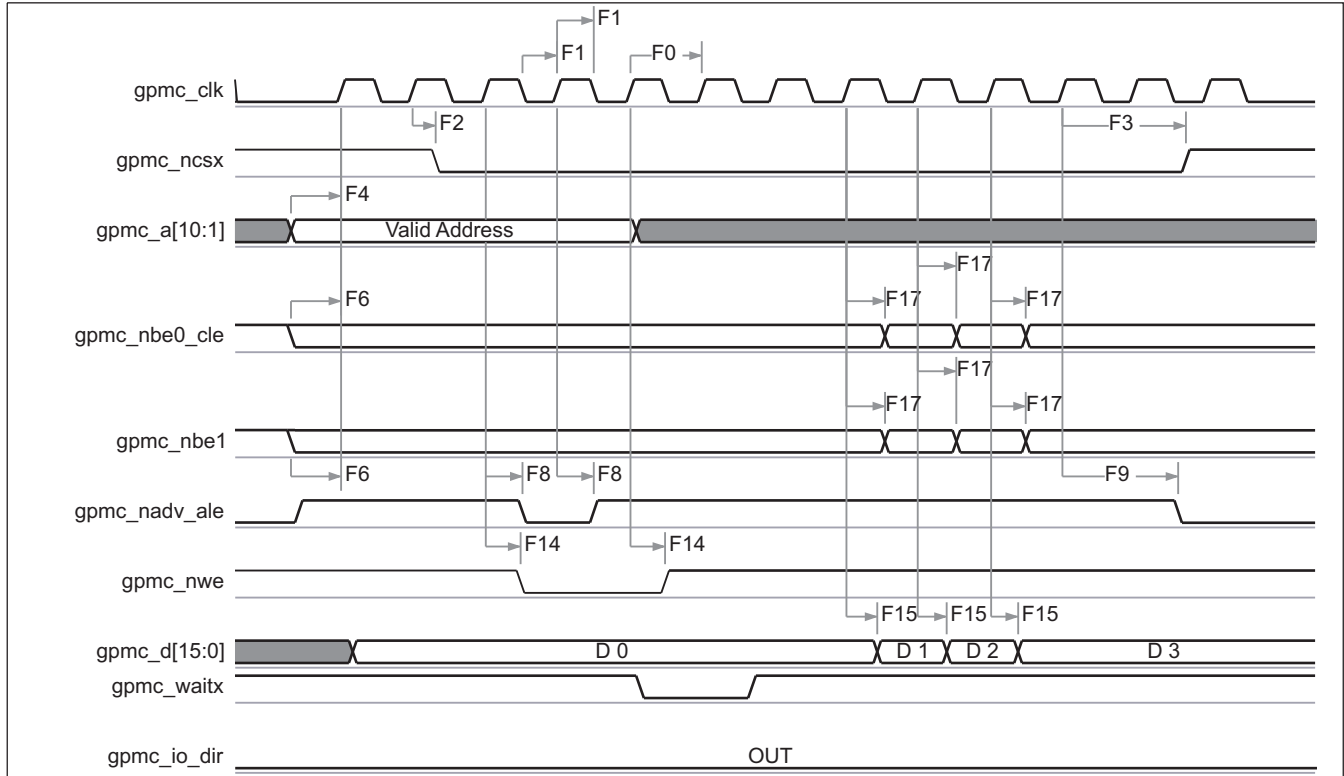 F1
F1 F0
gpmc_clk
F2 F3
gpmc_ncsx
F4
gpmc_a[10:1] Valid Address
F17
F6 F17 F17
gpmc_nbe0_cle
F17
F17 F17
gpmc_nbe1
F6 F8 F8 F9
gpmc_nadv_ale
F14 F14
gpmc_nwe
F15 F15 F15
gpmc_d[15:0] D 0 D 1 D 2 D 3
gpmc_waitx
gpmc_io_dir OUT